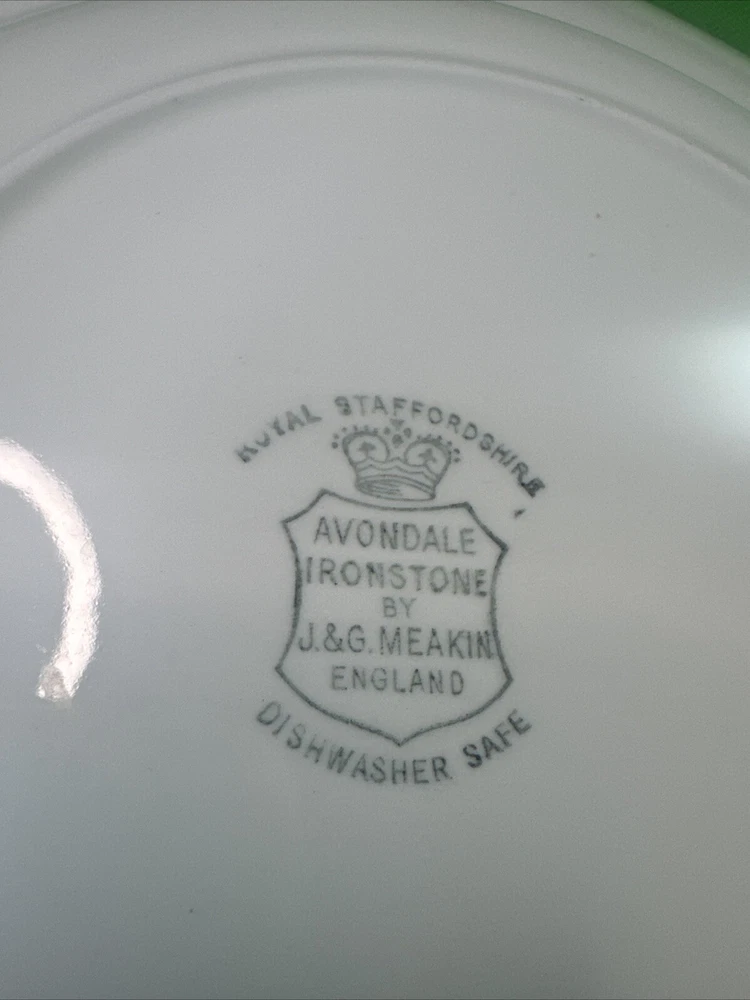 ROYAL STAFFORDSHIRE
AVONDALE
IRONSTONE
BY
J.&G.MEAKIN
ENGLAND
DISHWASHER SAFE